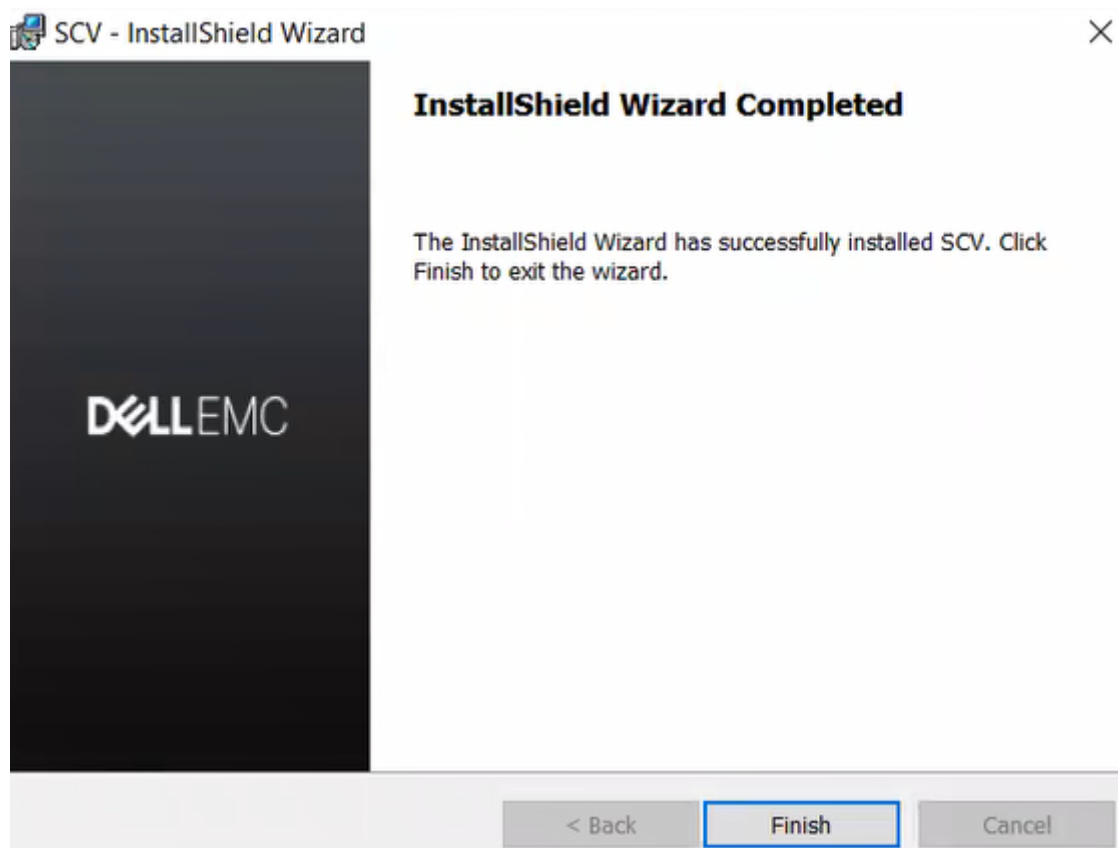 SCV - InstallShield Wizard
InstallShield Wizard Completed
The InstallShield Wizard has successfully installed SCV. Click
Finish to exit the wizard.
DELLEMC
< Back
Finish
Cancel